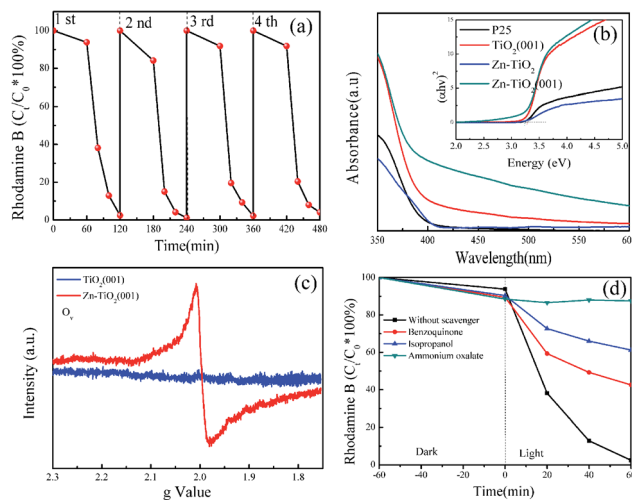 (a)
1 st
2 nd
3 rd
4 th
100
80
60
40
20
0
Rhodamine B (Ct/C0*100%)
0
60
120
180
240
300
360
420
480
Time(min)
(b)
P25
TiO2(001)
Zn-TiO2
Zn-TiO2(001)
(αhv)²
45
30
15
0
2.0
2.5
3.0
3.5
4.0
4.5
5.0
Energy (eV)
Absorbance(a.u)
350
400
450
500
550
Wavelength(nm)
(c)
TiO2(001)
Zn-TiO2(001)
Ov
Intensity (a.u.)
2.3
2.2
2.1
2.0
1.9
1.8
g Value
(d)
Without scavenger
Benzoquinone
Isopropanol
Ammonium oxalate
100
80
60
40
20
0
Rhodamine B (Ct/C0*100%)
Dark
Light
-60
-40
-20
0
20
40
Time(min)